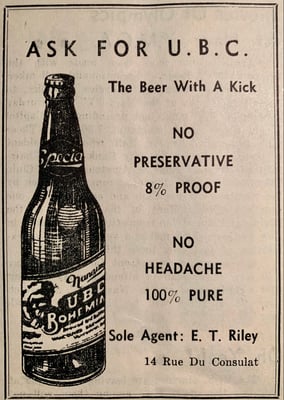 ASK FOR U.B.C.
The Beer With A Kick
NO
PRESERVATIVE
8% PROOF
NO
HEADACHE
100% PURE
Special
U.B.C
BOHEMIA
Sole Agent: E. T. Riley
14 Rue Du Consulat